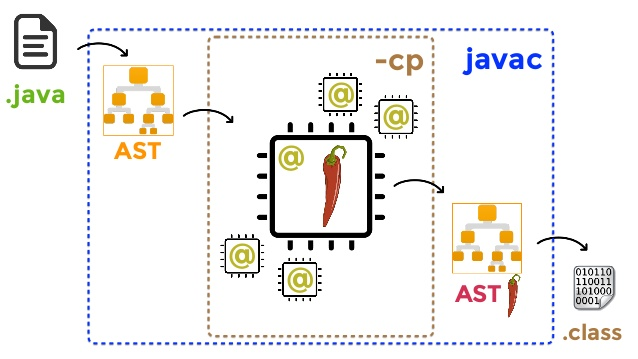 .java
AST
-cp
javac
@
@
@
@
@
AST
010110
110011
101000
0001
.class